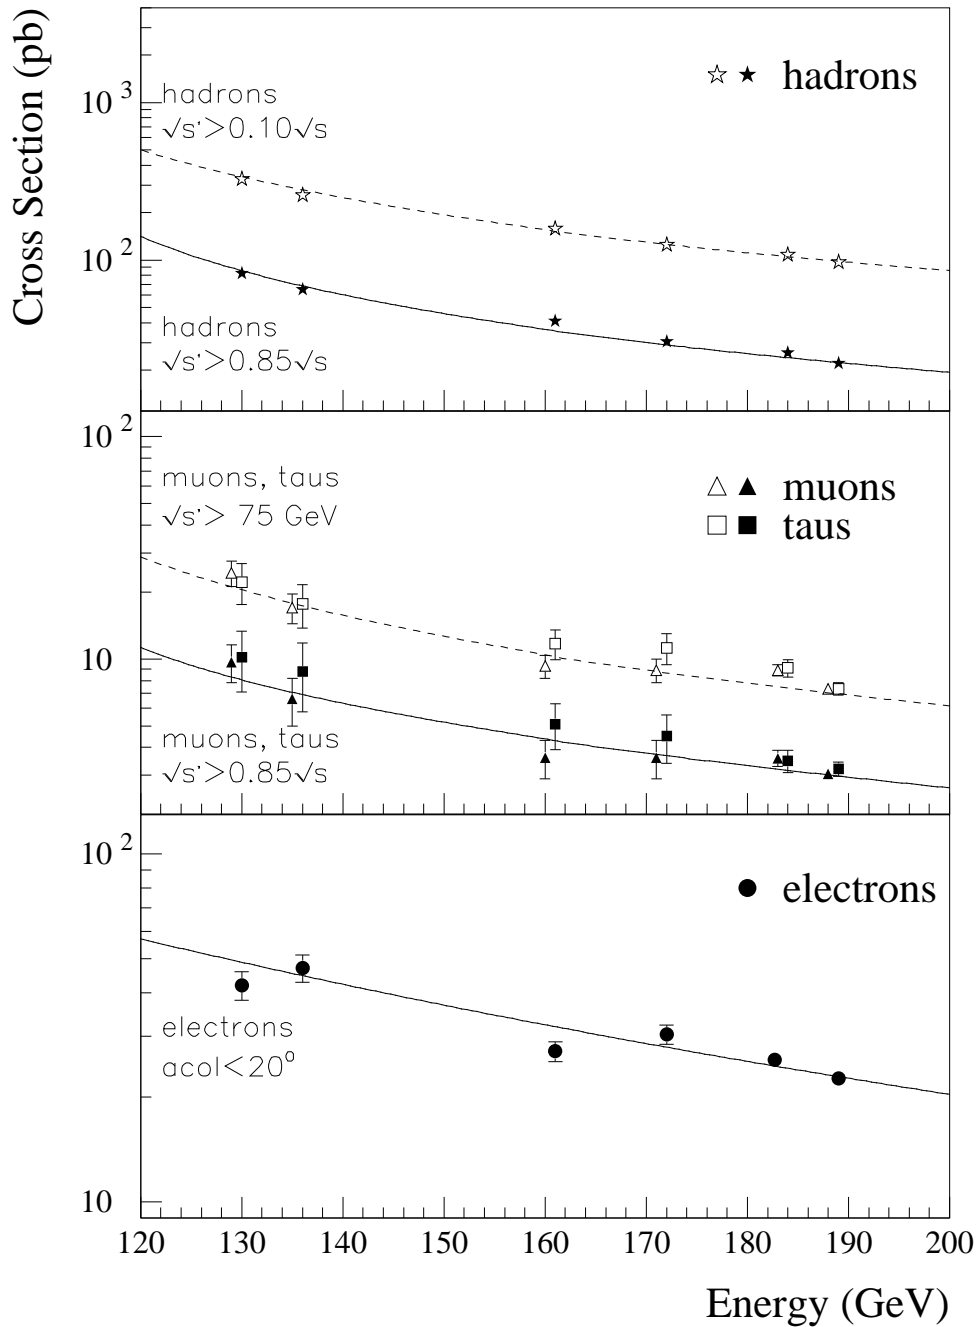 Cross Section (pb)
hadrons
10 3
hadrons
√s'>0.10√s
10 2
hadrons
√s'>0.85√s
10 2
muons, taus
√s'> 75 GeV
muons
taus
10
muons, taus
√s'>0.85√s
10 2
electrons
electrons
acol<20°
10
120 130 140 150 160 170 180 190 200
Energy (GeV)